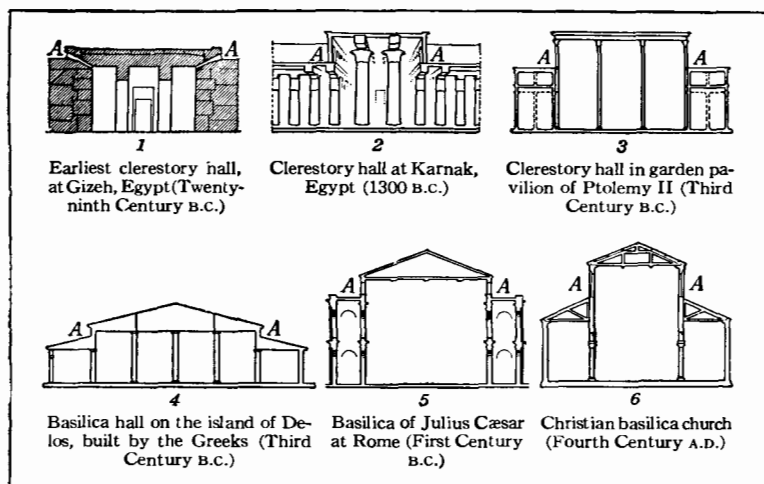 A A
1
Earliest clerestory hall,
at Gizeh, Egypt (Twenty-
ninth Century B.C.)
A A
2
Clerestory hall at Karnak,
Egypt (1300 B.C.)
A A
3
Clerestory hall in garden pa-
vilion of Ptolemy II (Third
Century B.C.)
A A
4
Basilica hall on the island of De-
los, built by the Greeks (Third
Century B.C.)
A A
5
Basilica of Julius Cæsar
at Rome (First Century
B.C.)
A A
6
Christian basilica church
(Fourth Century A.D.)